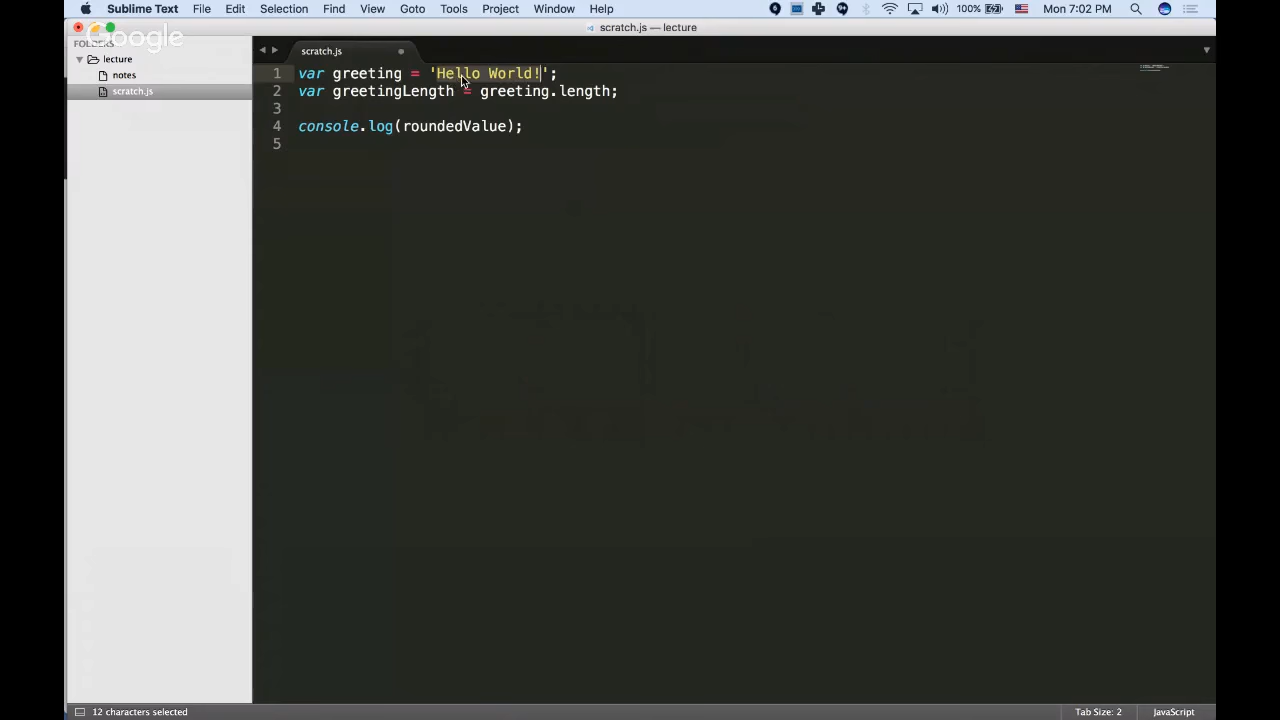 Sublime Text File Edit Selection Find View Goto Tools Project Window Help 100% Mon 7:02 PM
scratch.js — lecture
Google
FOLDERS
lecture
notes
scratch.js
scratch.js
1 var greeting = 'Hello World!';
2 var greetingLength = greeting.length;
3
4 console.log(roundedValue);
5
12 characters selected Tab Size: 2 JavaScript